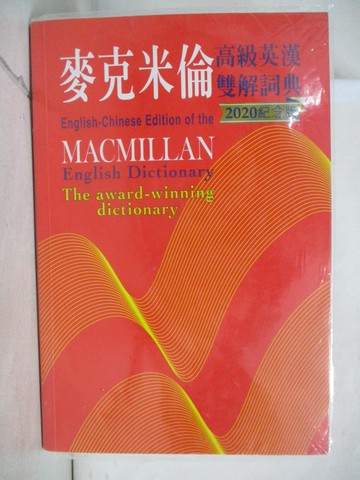 麥克米倫
高級英漢
雙解詞典
2020紀念版
English-Chinese Edition of the
MACMILLAN
English Dictionary
The award-winning
dictionary